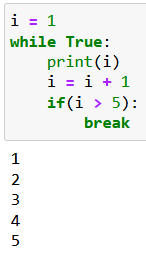 i = 1
while True:
    print(i)
    i = i + 1
    if(i > 5):
        break
1
2
3
4
5